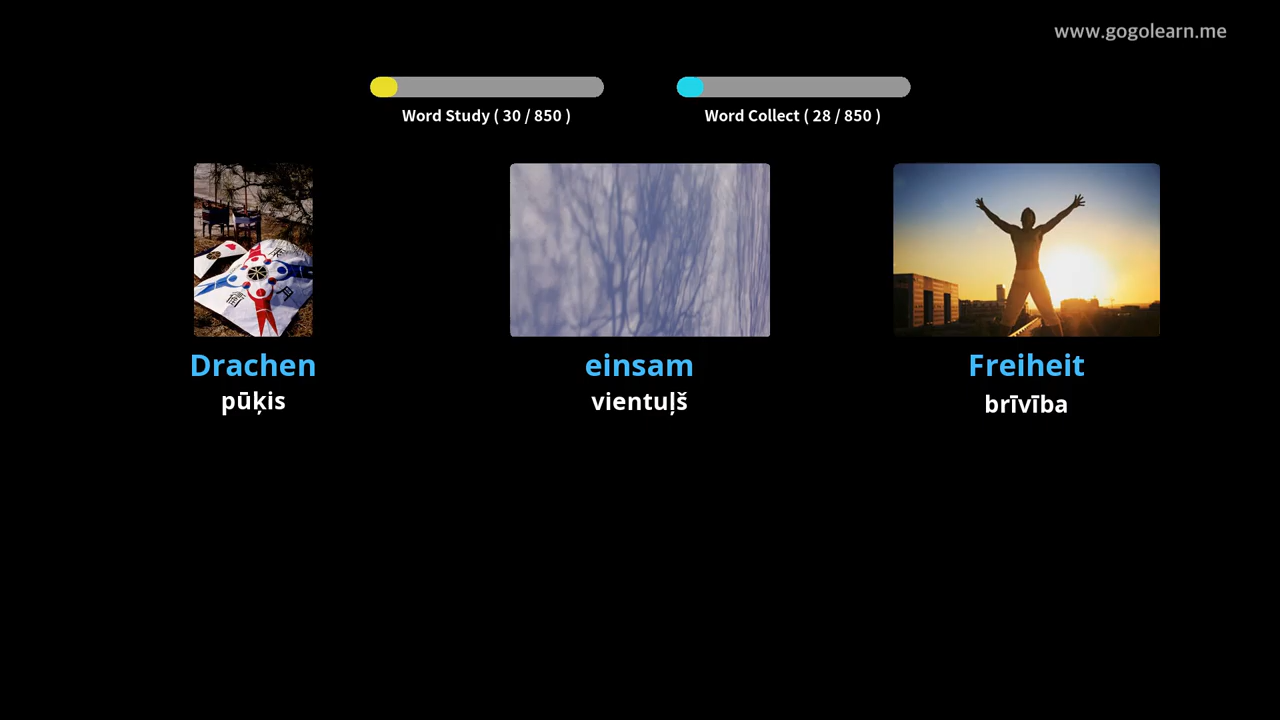 www.gogolearn.me
Word Study ( 30 / 850 )
Word Collect ( 28 / 850 )
Drachen
pūķis
einsam
vientuļš
Freiheit
brīvība